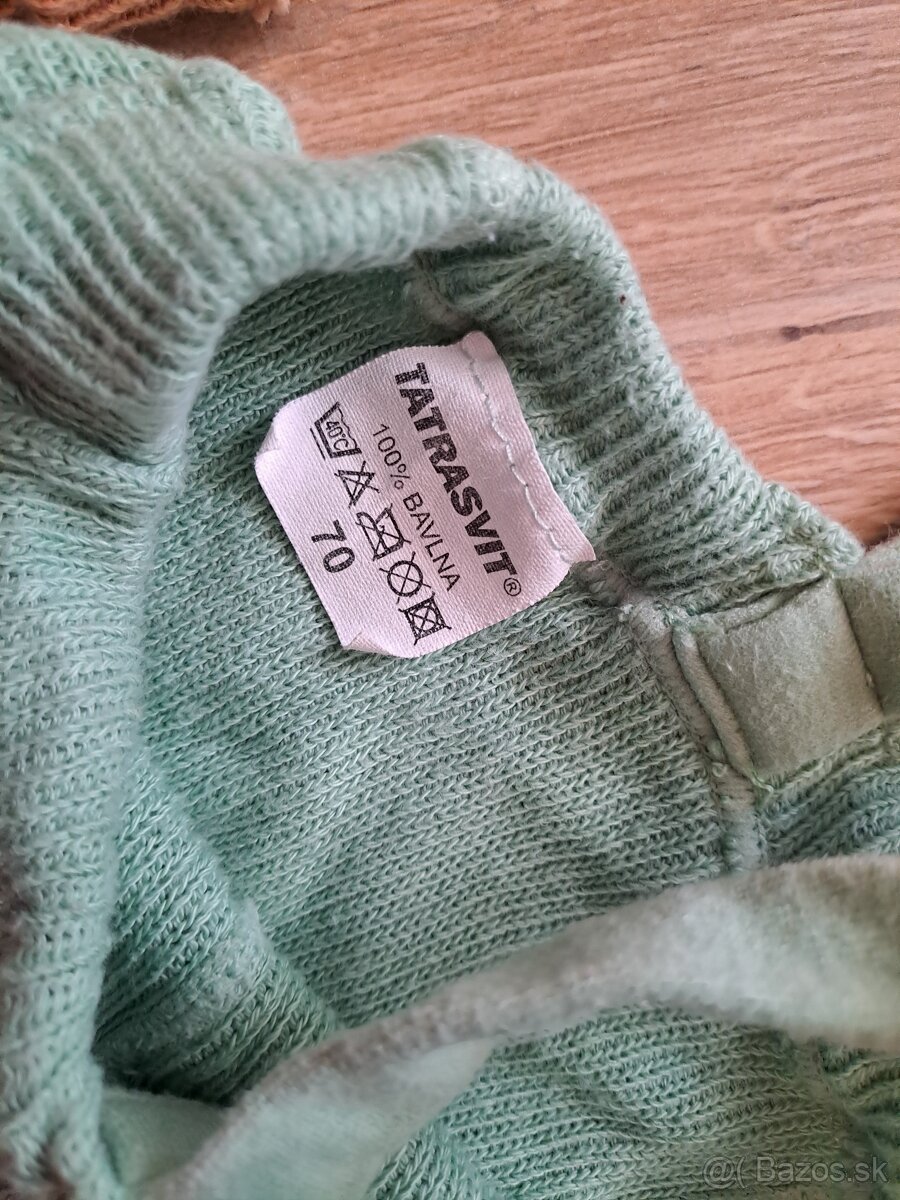 TATRASVIT®
100% BAVLNA
40°C
70
@( Bazos.sk